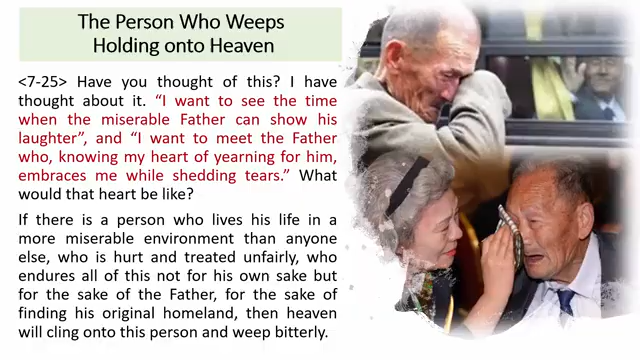 The Person Who Weeps
Holding onto Heaven
<7-25> Have you thought of this? I have
thought about it. “I want to see the time
when the miserable Father can show his
laughter”, and “I want to meet the Father
who, knowing my heart of yearning for him,
embraces me while shedding tears.” What
would that heart be like?
If there is a person who lives his life in a
more miserable environment than anyone
else, who is hurt and treated unfairly, who
endures all of this not for his own sake but
for the sake of the Father, for the sake of
finding his original homeland, then heaven
will cling onto this person and weep bitterly.